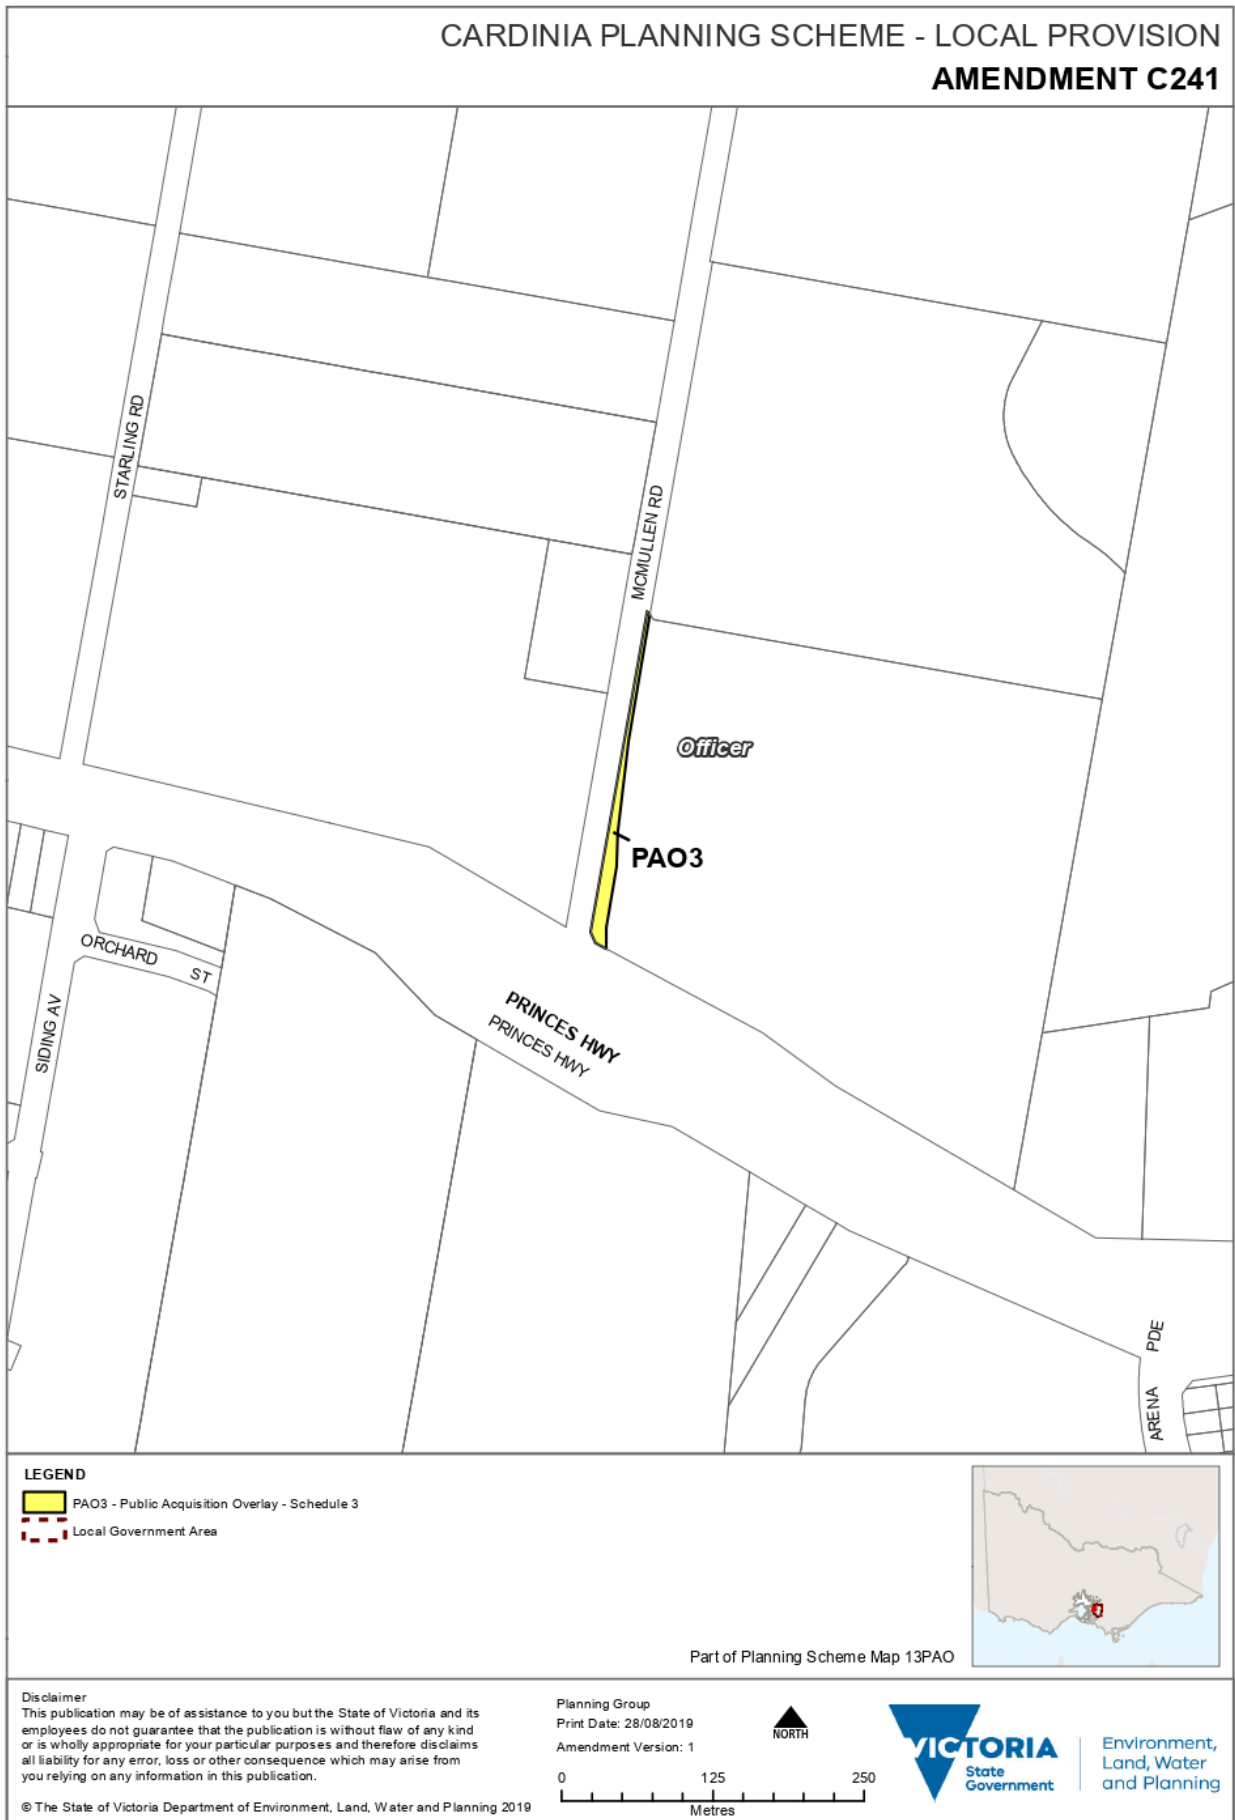 CARDINIA PLANNING SCHEME - LOCAL PROVISION
AMENDMENT C241
STARLING RD
MCMULLEN RD
Officer
PAO3
ORCHARD ST
SIDING AV
PRINCES HWY
PRINCES HWY
ARENA PDE
LEGEND
PAO3 - Public Acquisition Overlay - Schedule 3
Local Government Area
Part of Planning Scheme Map 13PAO
Disclaimer
This publication may be of assistance to you but the State of Victoria and its
employees do not guarantee that the publication is without flaw of any kind
or is wholly appropriate for your particular purposes and therefore disclaims
all liability for any error, loss or other consequence which may arise from
you relying on any information in this publication.
© The State of Victoria Department of Environment, Land, Water and Planning 2019
Planning Group
Print Date: 28/08/2019
Amendment Version: 1
NORTH
0 125 250
Metres
VICTORIA
State
Government
Environment,
Land, Water
and Planning